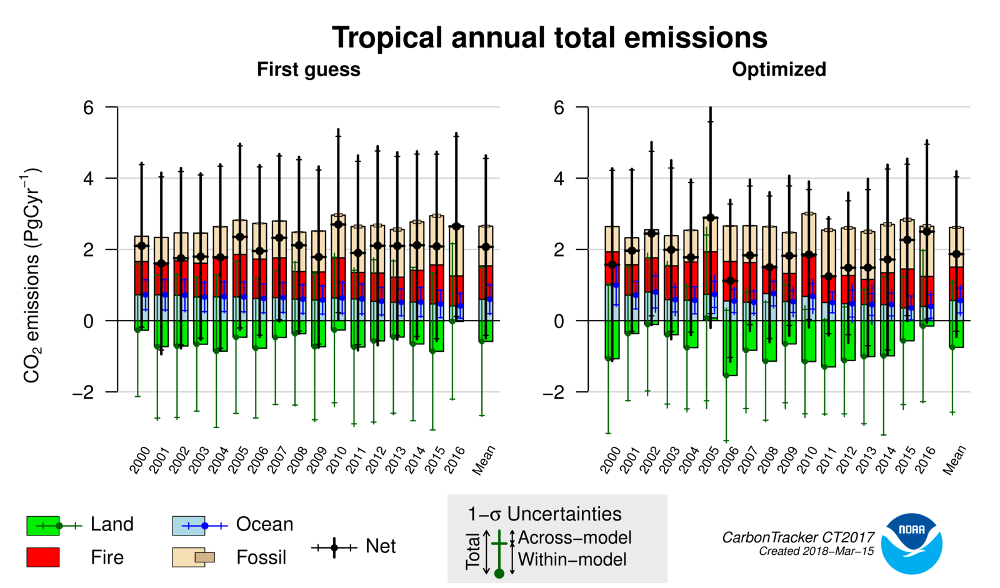 Tropical annual total emissions
First guess
Optimized
CO2 emissions (PgCyr−1)
6
4
2
0
−2
2000
2001
2002
2003
2004
2005
2006
2007
2008
2009
2010
2011
2012
2013
2014
2015
2016
Mean
6
4
2
0
−2
2000
2001
2002
2003
2004
2005
2006
2007
2008
2009
2010
2011
2012
2013
2014
2015
2016
Mean
Land
Ocean
Fire
Fossil
Net
1−σ Uncertainties
Total
Across−model
Within−model
CarbonTracker CT2017
Created 2018−Mar−15
NOAA